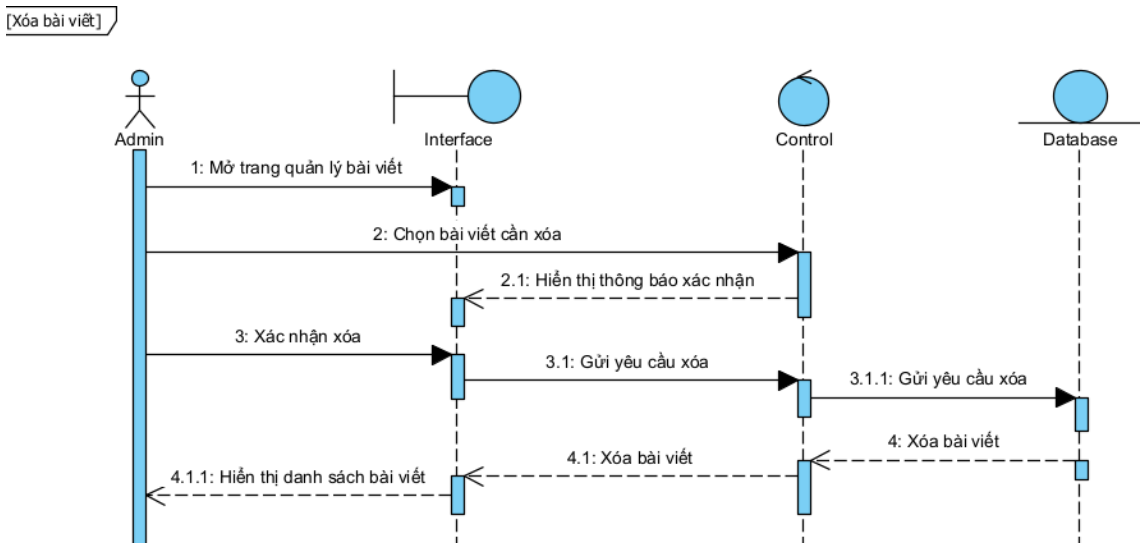 [Xóa bài viết]
Admin
Interface
Control
Database
1: Mở trang quản lý bài viết
2: Chọn bài viết cần xóa
2.1: Hiển thị thông báo xác nhận
3: Xác nhận xóa
3.1: Gửi yêu cầu xóa
3.1.1: Gửi yêu cầu xóa
4: Xóa bài viết
4.1: Xóa bài viết
4.1.1: Hiển thị danh sách bài viết